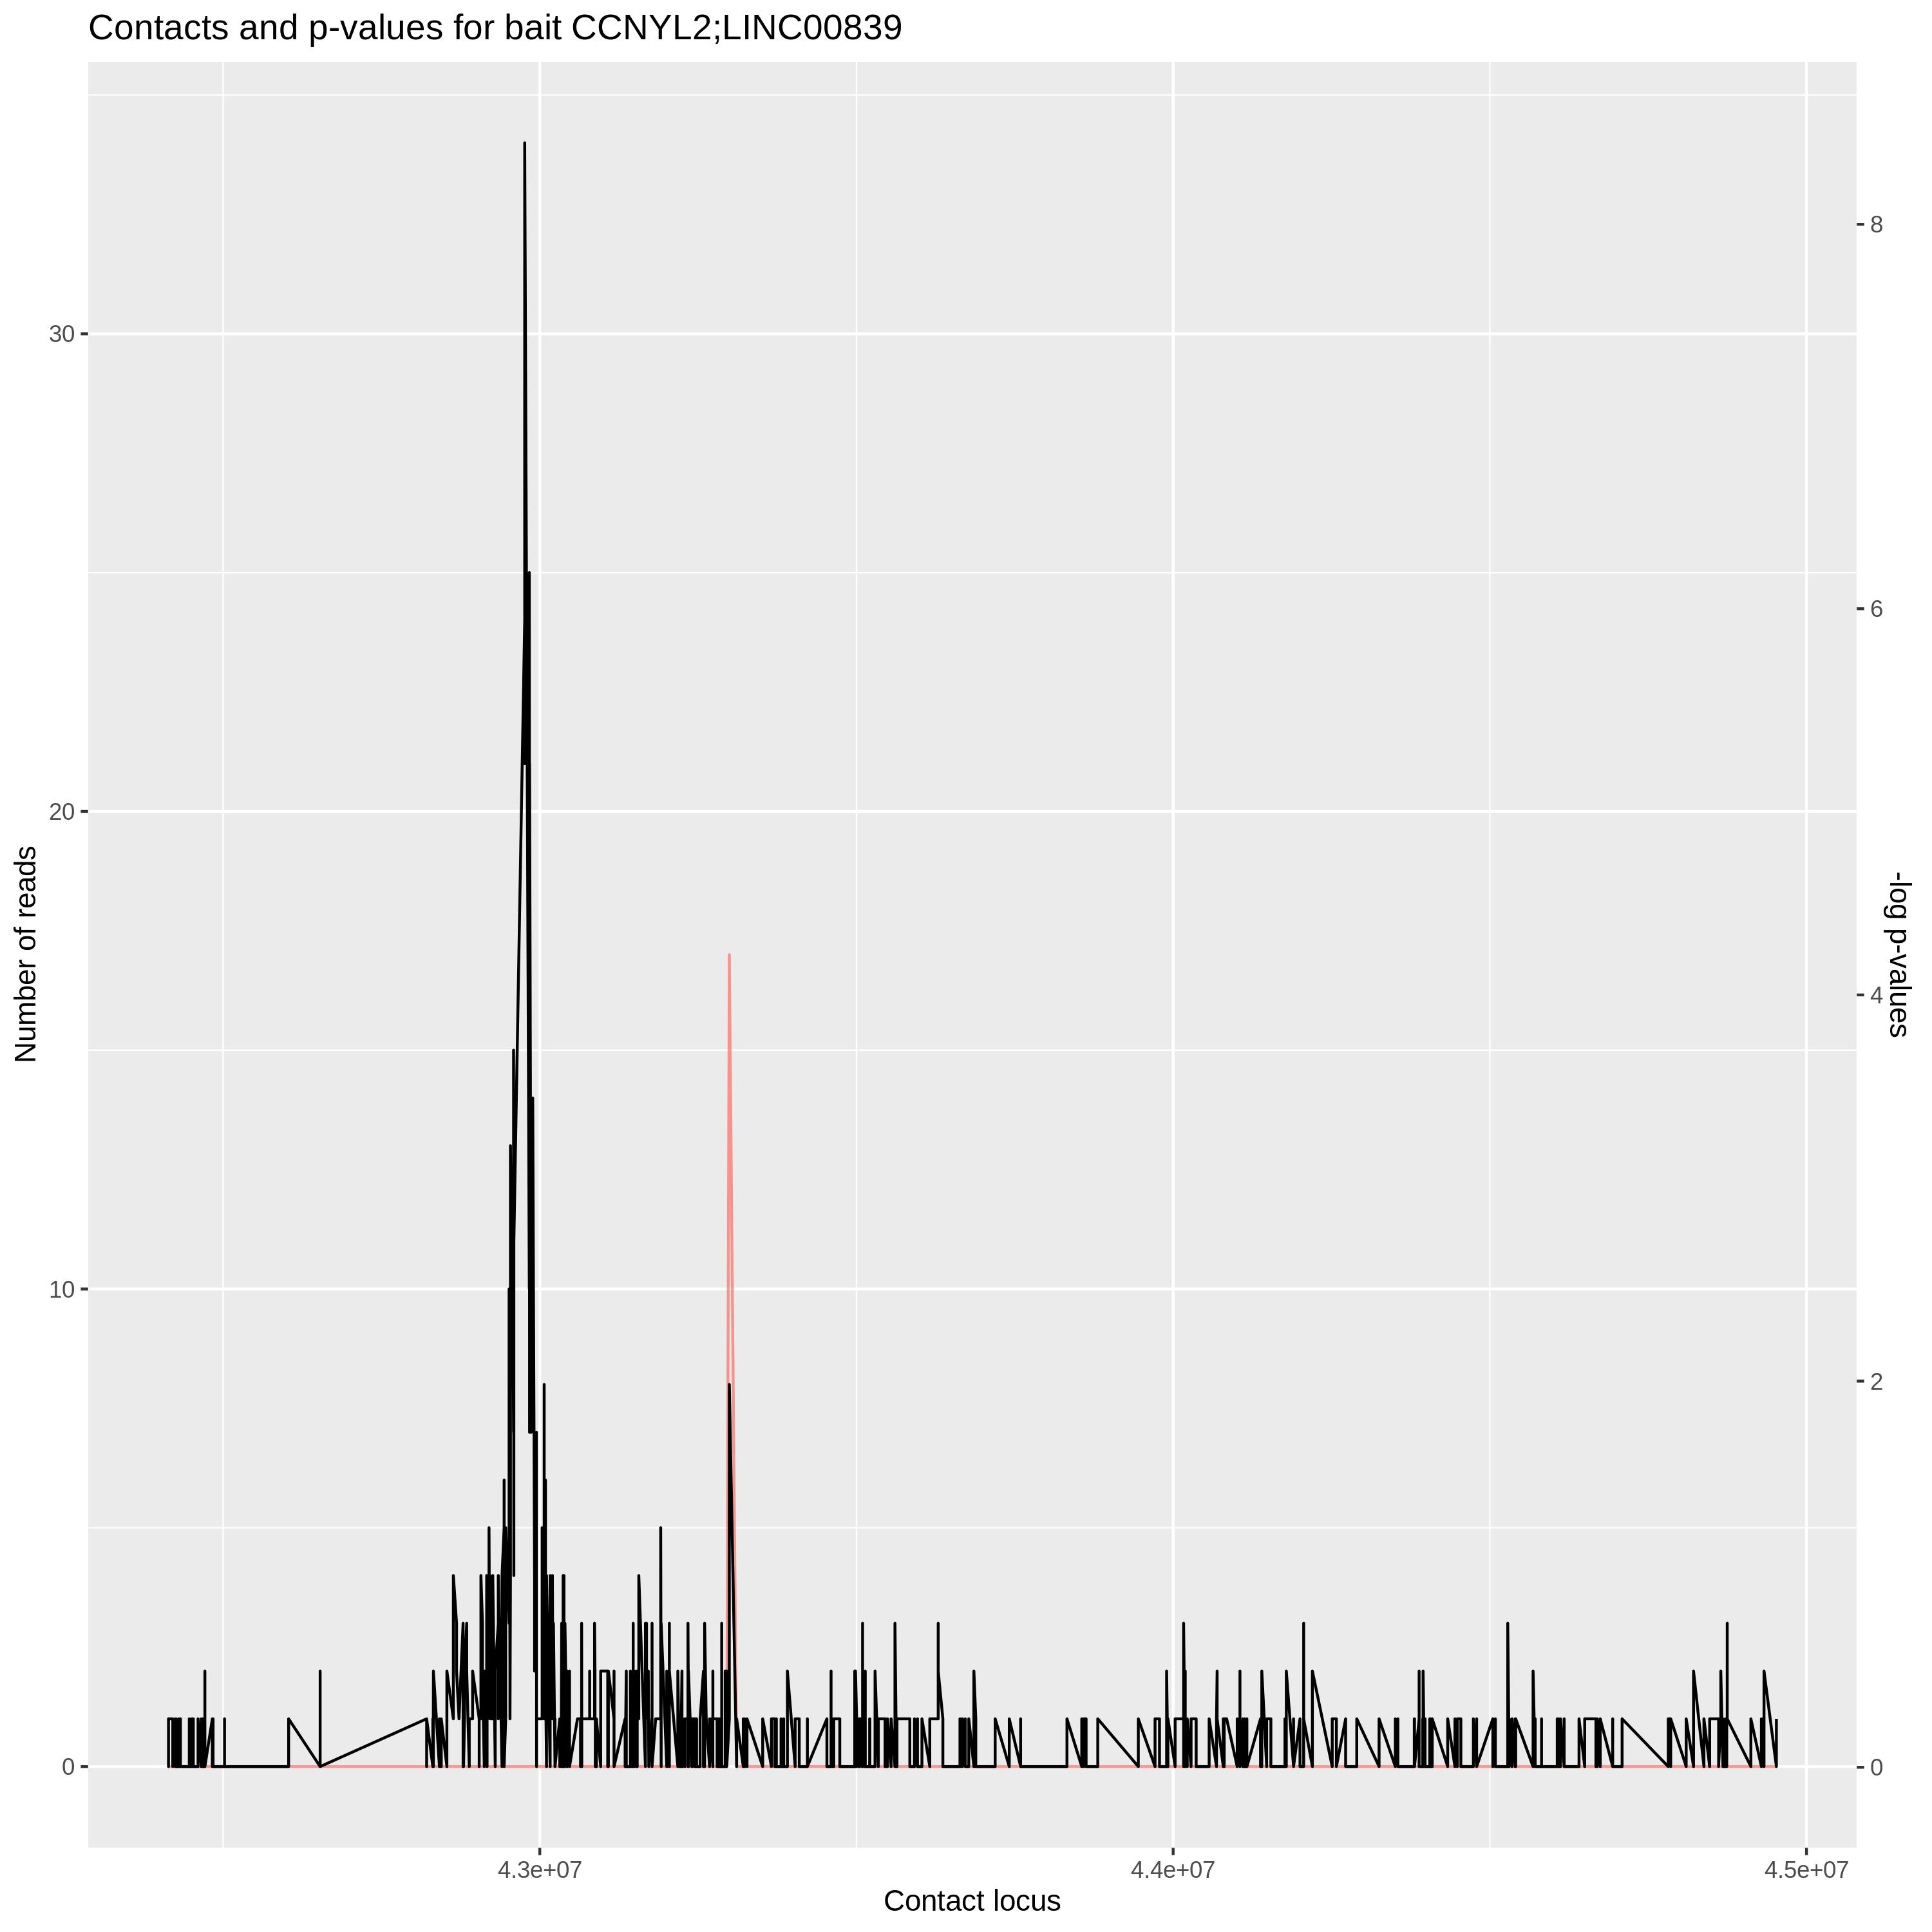 Contacts and p-values for bait CCNYL2;LINC00839
30
20
10
0
Number of reads
8
6
4
2
0
-log p-values
4.3e+07
4.4e+07
4.5e+07
Contact locus